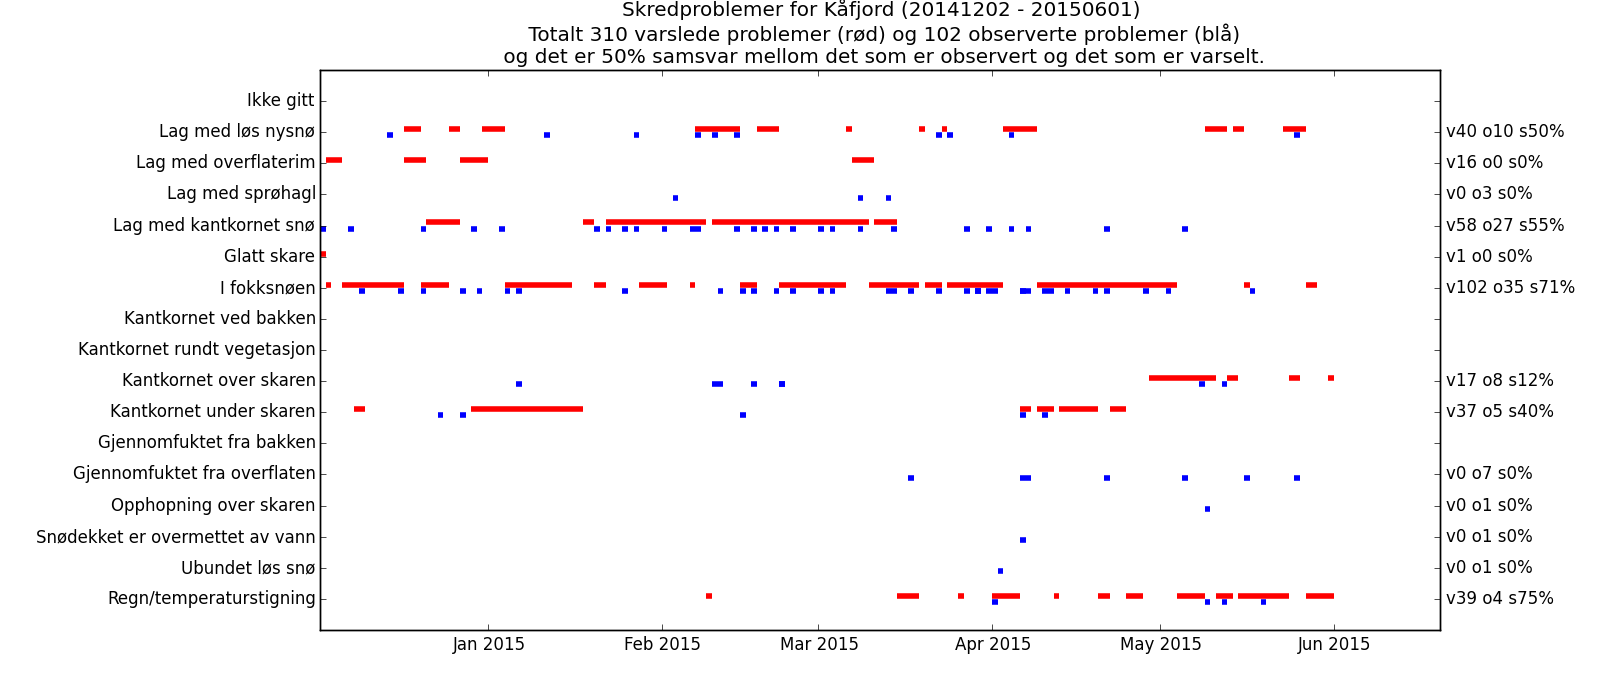 Skredproblemer for Kåfjord (20141202 - 20150601)
Totalt 310 varslede problemer (rød) og 102 observerte problemer (blå)
og det er 50% samsvar mellom det som er observert og det som er varselt.
Ikke gitt
Lag med løs nysnø v40 o10 s50%
Lag med overflaterim v16 o0 s0%
Lag med sprøhagl v0 o3 s0%
Lag med kantkornet snø v58 o27 s55%
Glatt skare v1 o0 s0%
I fokksnøen v102 o35 s71%
Kantkornet ved bakken
Kantkornet rundt vegetasjon
Kantkornet over skaren v17 o8 s12%
Kantkornet under skaren v37 o5 s40%
Gjennomfuktet fra bakken
Gjennomfuktet fra overflaten v0 o7 s0%
Opphopning over skaren v0 o1 s0%
Snødekket er overmettet av vann v0 o1 s0%
Ubundet løs snø v0 o1 s0%
Regn/temperaturstigning v39 o4 s75%
Jan 2015 Feb 2015 Mar 2015 Apr 2015 May 2015 Jun 2015